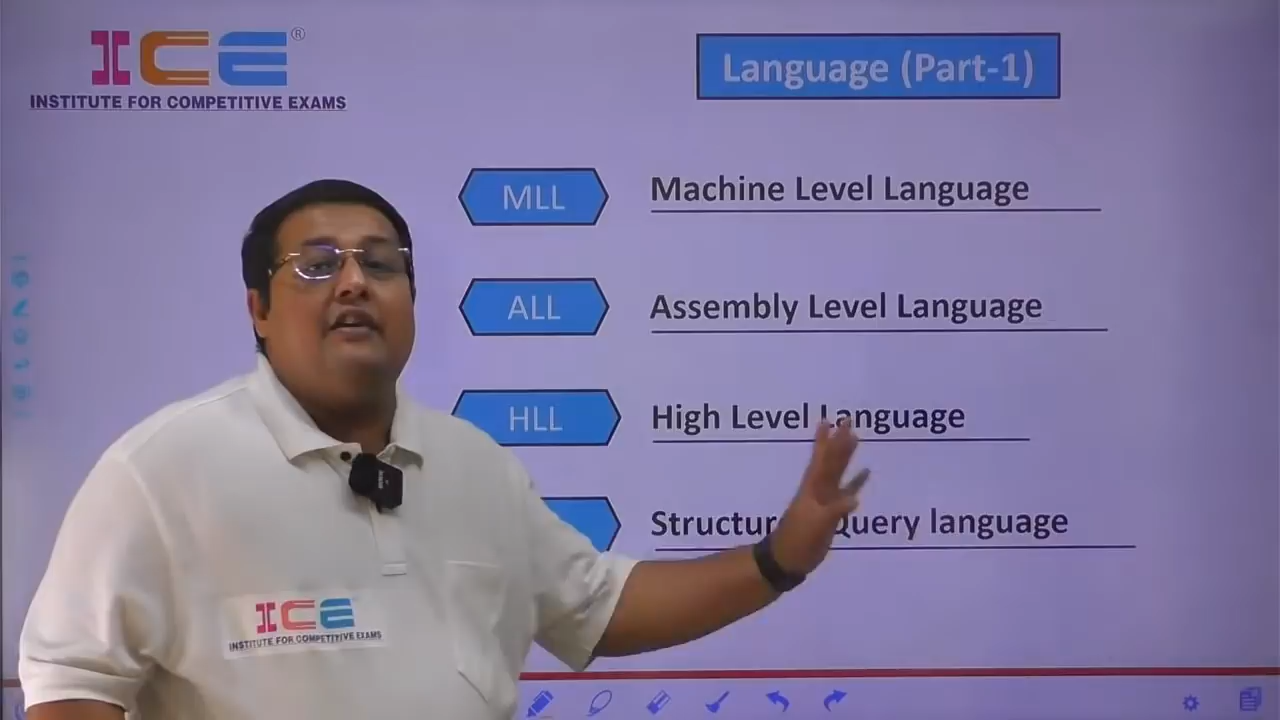 ICE®
INSTITUTE FOR COMPETITIVE EXAMS
Language (Part-1)
MLL Machine Level Language
ALL Assembly Level Language
HLL High Level Language
Query language
ICE
INSTITUTE FOR COMPETITIVE EXAMS